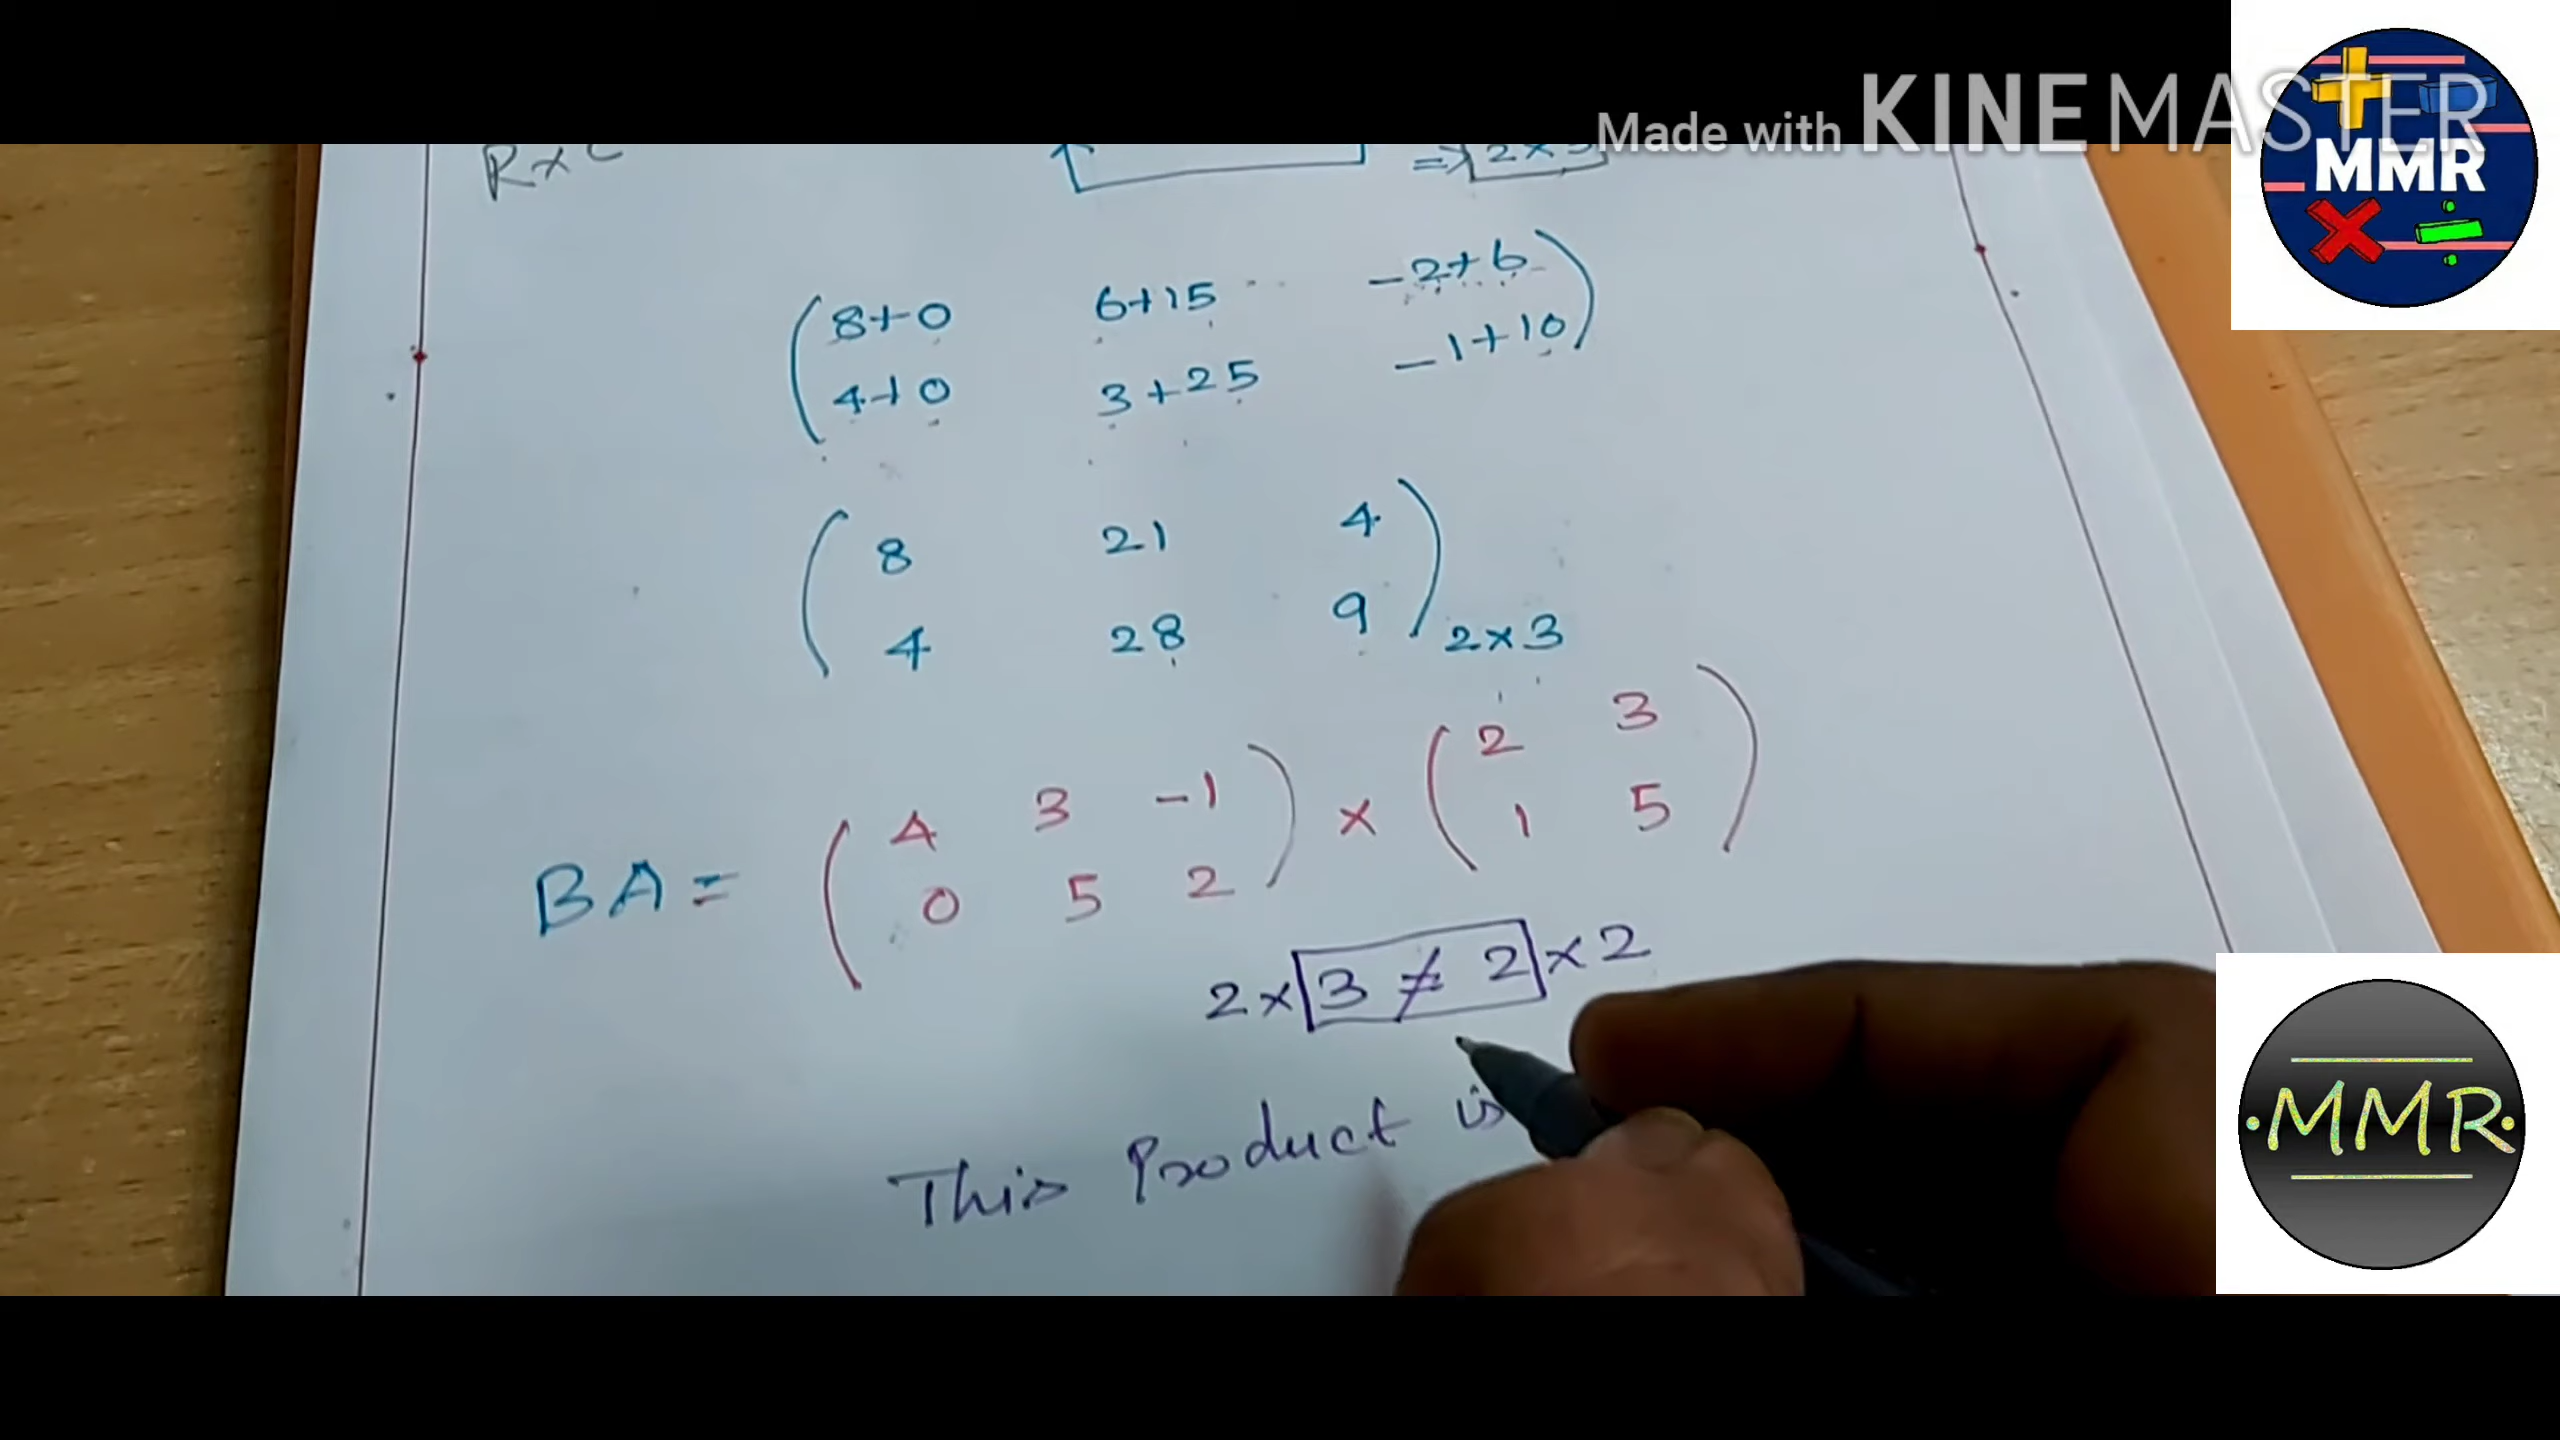 Made with KINEMASTER
MMR
R×C
=> 2×3
8+0 6+15 -2+6
4+0 3+25 -1+10
8 21 4
4 28 9 2×3
BA = ( 4 3 -1 ) × ( 2 3 )
0 5 2 1 5
2×3 ≠ 2×2
This Product is
MMR